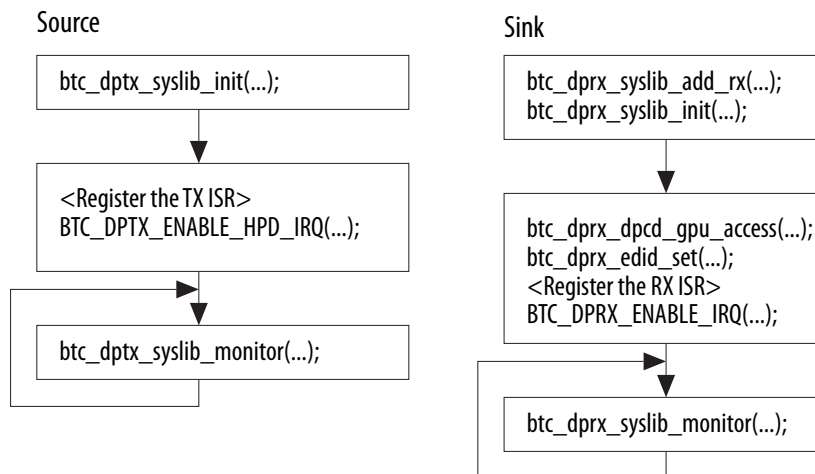 Source
btc_dptx_syslib_init(...);
<Register the TX ISR>
BTC_DPTX_ENABLE_HPD_IRQ(...);
btc_dptx_syslib_monitor(...);
Sink
btc_dprx_syslib_add_rx(...);
btc_dprx_syslib_init(...);
btc_dprx_dpcd_gpu_access(...);
btc_dprx_edid_set(...);
<Register the RX ISR>
BTC_DPRX_ENABLE_IRQ(...);
btc_dprx_syslib_monitor(...);